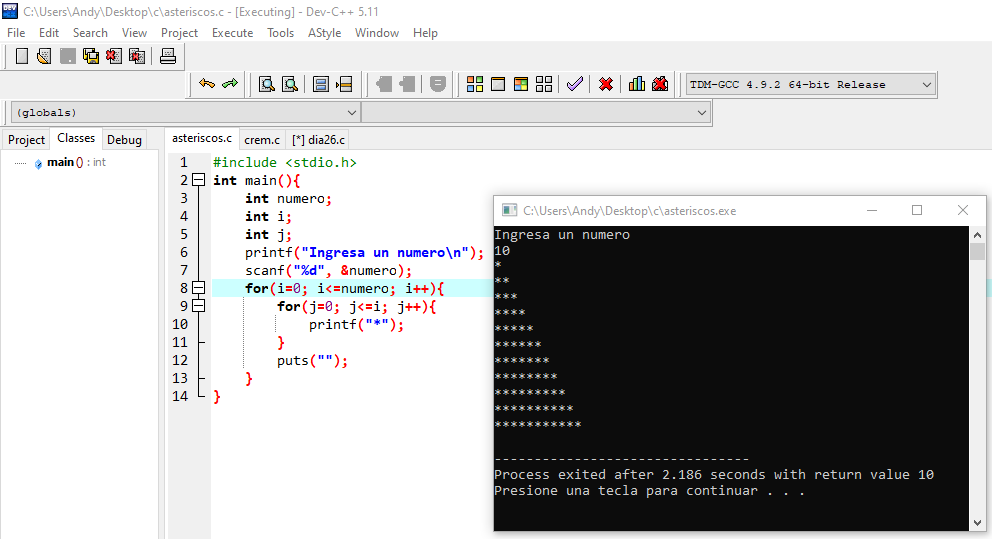 C:\Users\Andy\Desktop\c\asteriscos.c - [Executing] - Dev-C++ 5.11
File Edit Search View Project Execute Tools AStyle Window Help
TDM-GCC 4.9.2 64-bit Release
(globals)
Project Classes Debug
main () : int
asteriscos.c crem.c [*] dia26.c
1 #include <stdio.h>
2 int main(){
3 int numero;
4 int i;
5 int j;
6 printf("Ingresa un numero\n");
7 scanf("%d", &numero);
8 for(i=0; i<=numero; i++){
9 for(j=0; j<=i; j++){
10 printf("*");
11 }
12 puts("");
13 }
14 }
C:\Users\Andy\Desktop\c\asteriscos.exe
Ingresa un numero
10
*
**
***
****
*****
******
*******
********
*********
**********
***********
--------------------------------
Process exited after 2.186 seconds with return value 10
Presione una tecla para continuar . . .